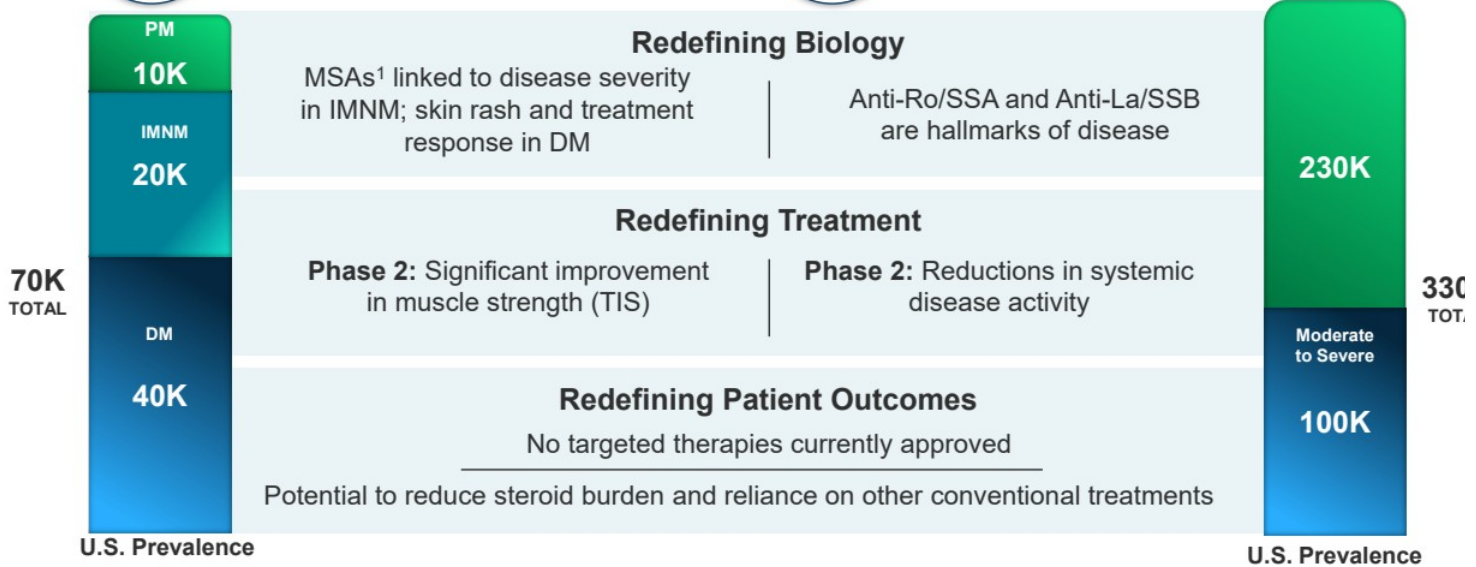 PM
10K
IMNM
20K
70K
TOTAL
DM
40K
U.S. Prevalence
Redefining Biology
MSAs¹ linked to disease severity
in IMNM; skin rash and treatment
response in DM
Anti-Ro/SSA and Anti-La/SSB
are hallmarks of disease
Redefining Treatment
Phase 2: Significant improvement
in muscle strength (TIS)
Phase 2: Reductions in systemic
disease activity
Redefining Patient Outcomes
No targeted therapies currently approved
Potential to reduce steroid burden and reliance on other conventional treatments
230K
Moderate
to Severe
100K
U.S. Prevalence